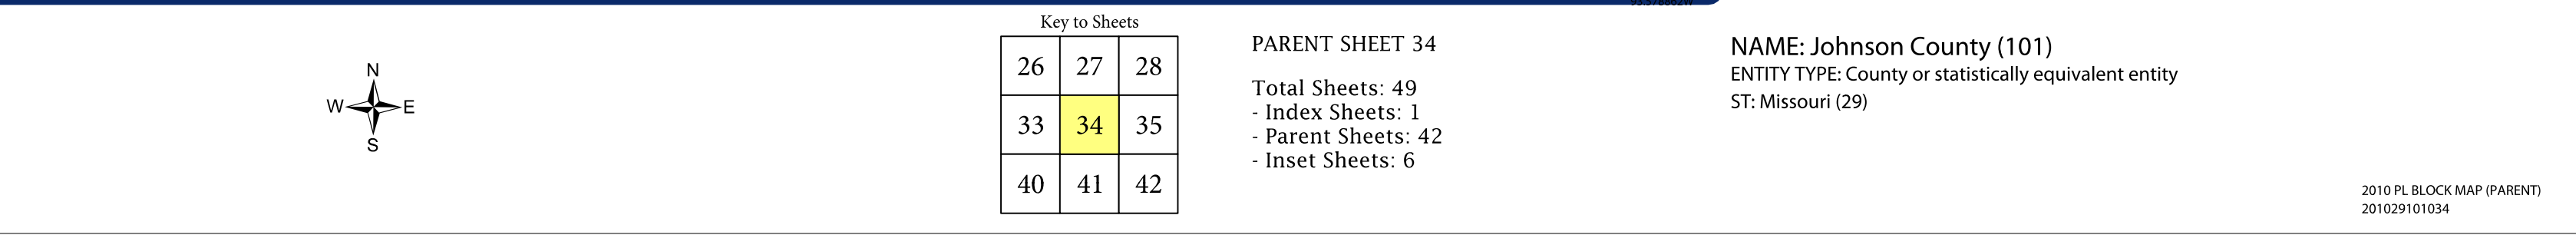 Key to Sheets
N
W E
S
26 27 28
33 34 35
40 41 42
PARENT SHEET 34
Total Sheets: 49
- Index Sheets: 1
- Parent Sheets: 42
- Inset Sheets: 6
NAME: Johnson County (101)
ENTITY TYPE: County or statistically equivalent entity
ST: Missouri (29)
2010 PL BLOCK MAP (PARENT)
201029101034